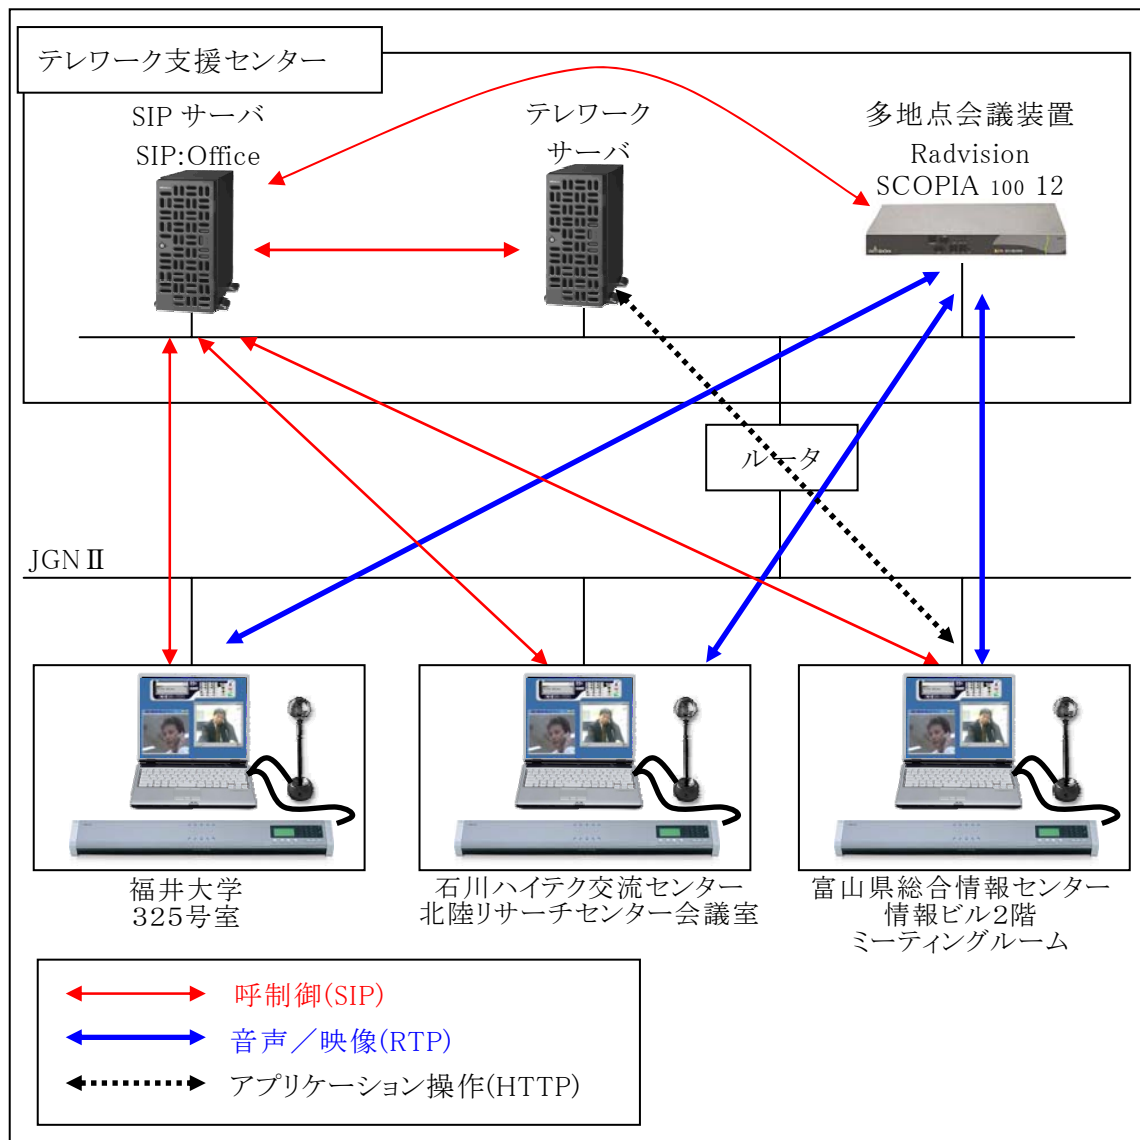 テレワーク支援センター
SIP サーバ
SIP:Office
テレワーク
サーバ
多地点会議装置
Radvision
SCOPIA 100 12
ルータ
JGNⅡ
福井大学
325号室
石川ハイテク交流センター
北陸リサーチセンター会議室
富山県総合情報センター
情報ビル2階
ミーティングルーム
呼制御(SIP)
音声／映像(RTP)
アプリケーション操作(HTTP)